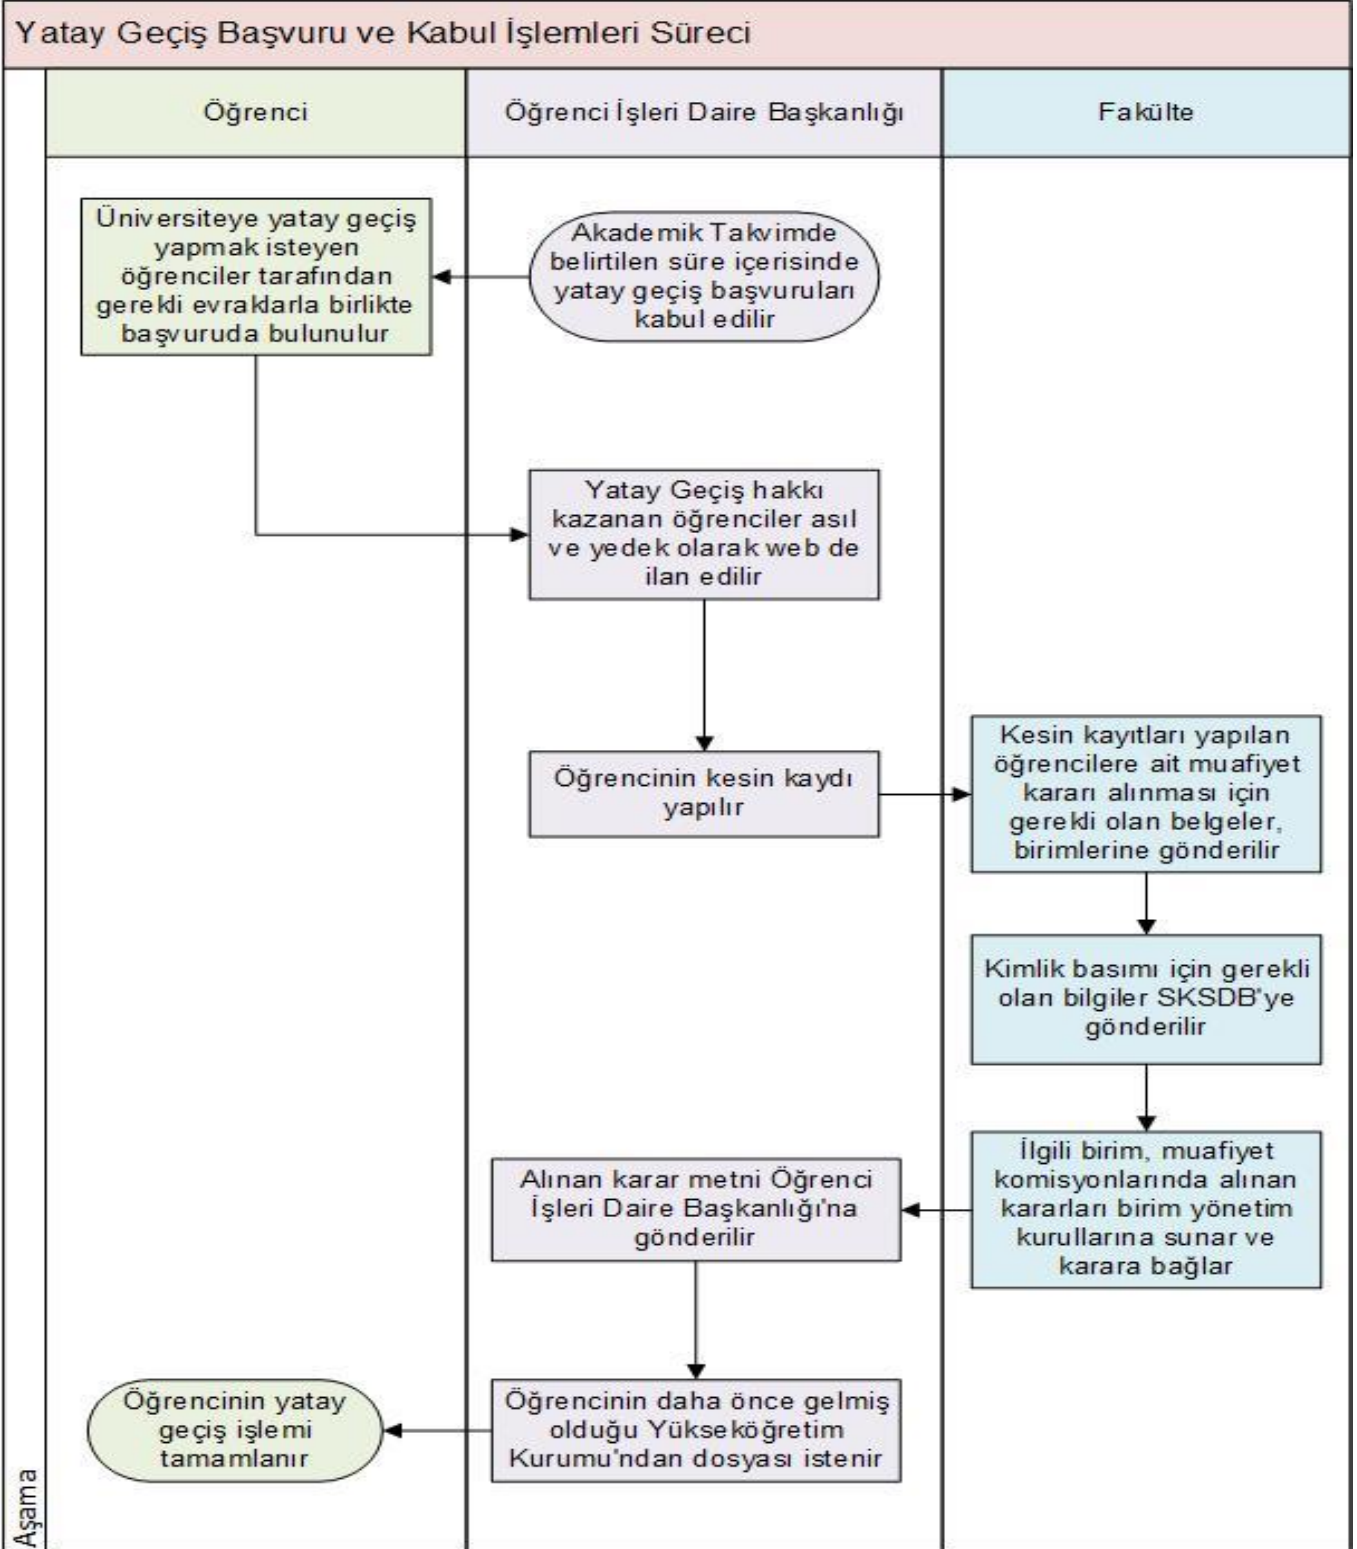 Yatay Geçiş Başvuru ve Kabul İşlemleri Süreci
Öğrenci
Öğrenci İşleri Daire Başkanlığı
Fakülte
Akademik Takvimde
belirtilen süre içerisinde
yatay geçiş başvuruları
kabul edilir
Üniversiteye yatay geçiş
yapmak isteyen
öğrenciler tarafından
gerekli evraklarla birlikte
başvuruda bulunulur
Yatay Geçiş hakkı
kazanan öğrenciler asıl
ve yedek olarak web de
ilan edilir
Öğrencinin kesin kaydı
yapılır
Kesin kayıtları yapılan
öğrencilere ait muafiyet
kararı alınması için
gerekli olan belgeler,
birimlerine gönderilir
Kimlik basımı için gerekli
olan bilgiler SKSDB'ye
gönderilir
İlgili birim, muafiyet
komisyonlarında alınan
kararları birim yönetim
kurullarına sunar ve
karara bağlar
Alınan karar metni Öğrenci
İşleri Daire Başkanlığı'na
gönderilir
Öğrencinin daha önce gelmiş
olduğu Yükseköğretim
Kurumu'ndan dosyası istenir
Öğrencinin yatay
geçiş işlemi
tamamlanır
Aşama